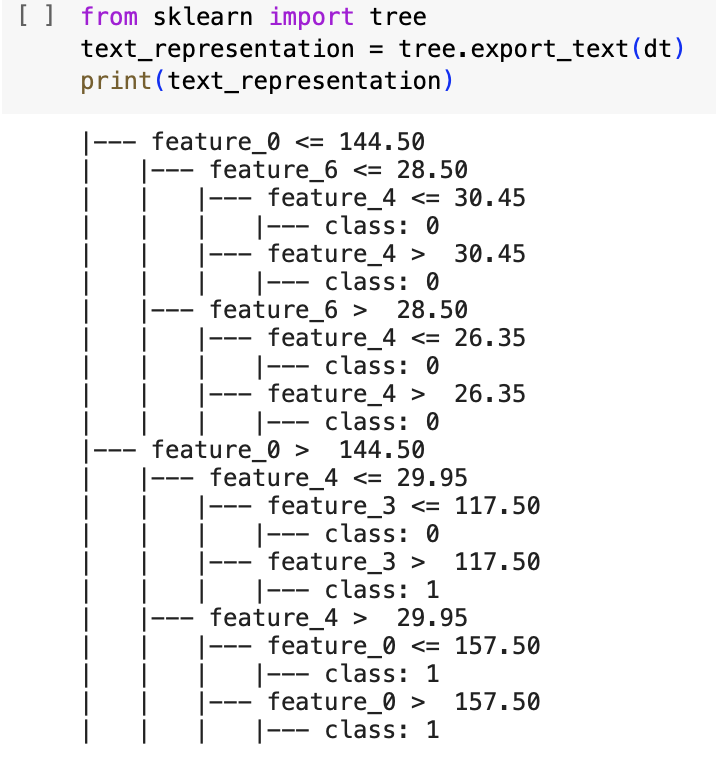 [ ] from sklearn import tree
text_representation = tree.export_text(dt)
print(text_representation)
|--- feature_0 <= 144.50
|   |--- feature_6 <= 28.50
|   |   |--- feature_4 <= 30.45
|   |   |   |--- class: 0
|   |   |--- feature_4 >  30.45
|   |   |   |--- class: 0
|   |--- feature_6 >  28.50
|   |   |--- feature_4 <= 26.35
|   |   |   |--- class: 0
|   |   |--- feature_4 >  26.35
|   |   |   |--- class: 0
|--- feature_0 >  144.50
|   |--- feature_4 <= 29.95
|   |   |--- feature_3 <= 117.50
|   |   |   |--- class: 0
|   |   |--- feature_3 >  117.50
|   |   |   |--- class: 1
|   |--- feature_4 >  29.95
|   |   |--- feature_0 <= 157.50
|   |   |   |--- class: 1
|   |   |--- feature_0 >  157.50
|   |   |   |--- class: 1